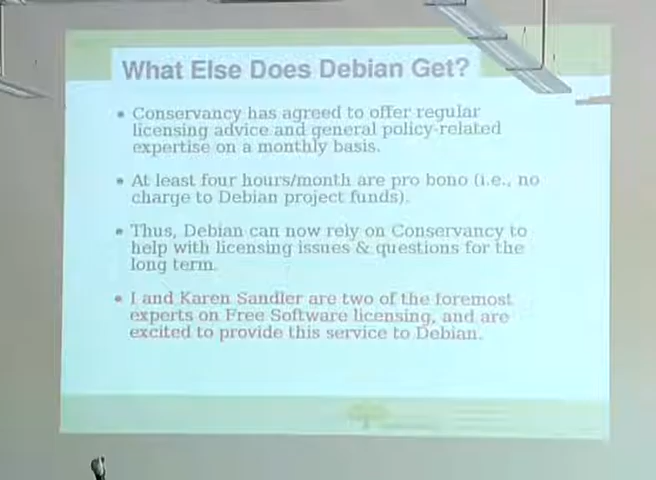 What Else Does Debian Get?
• Conservancy has agreed to offer regular
licensing advice and general policy-related
expertise on a monthly basis.
• At least four hours/month are pro bono (i.e., no
charge to Debian project funds).
• Thus, Debian can now rely on Conservancy to
help with licensing issues & questions for the
long term.
• I and Karen Sandler are two of the foremost
experts on Free Software licensing, and are
excited to provide this service to Debian.